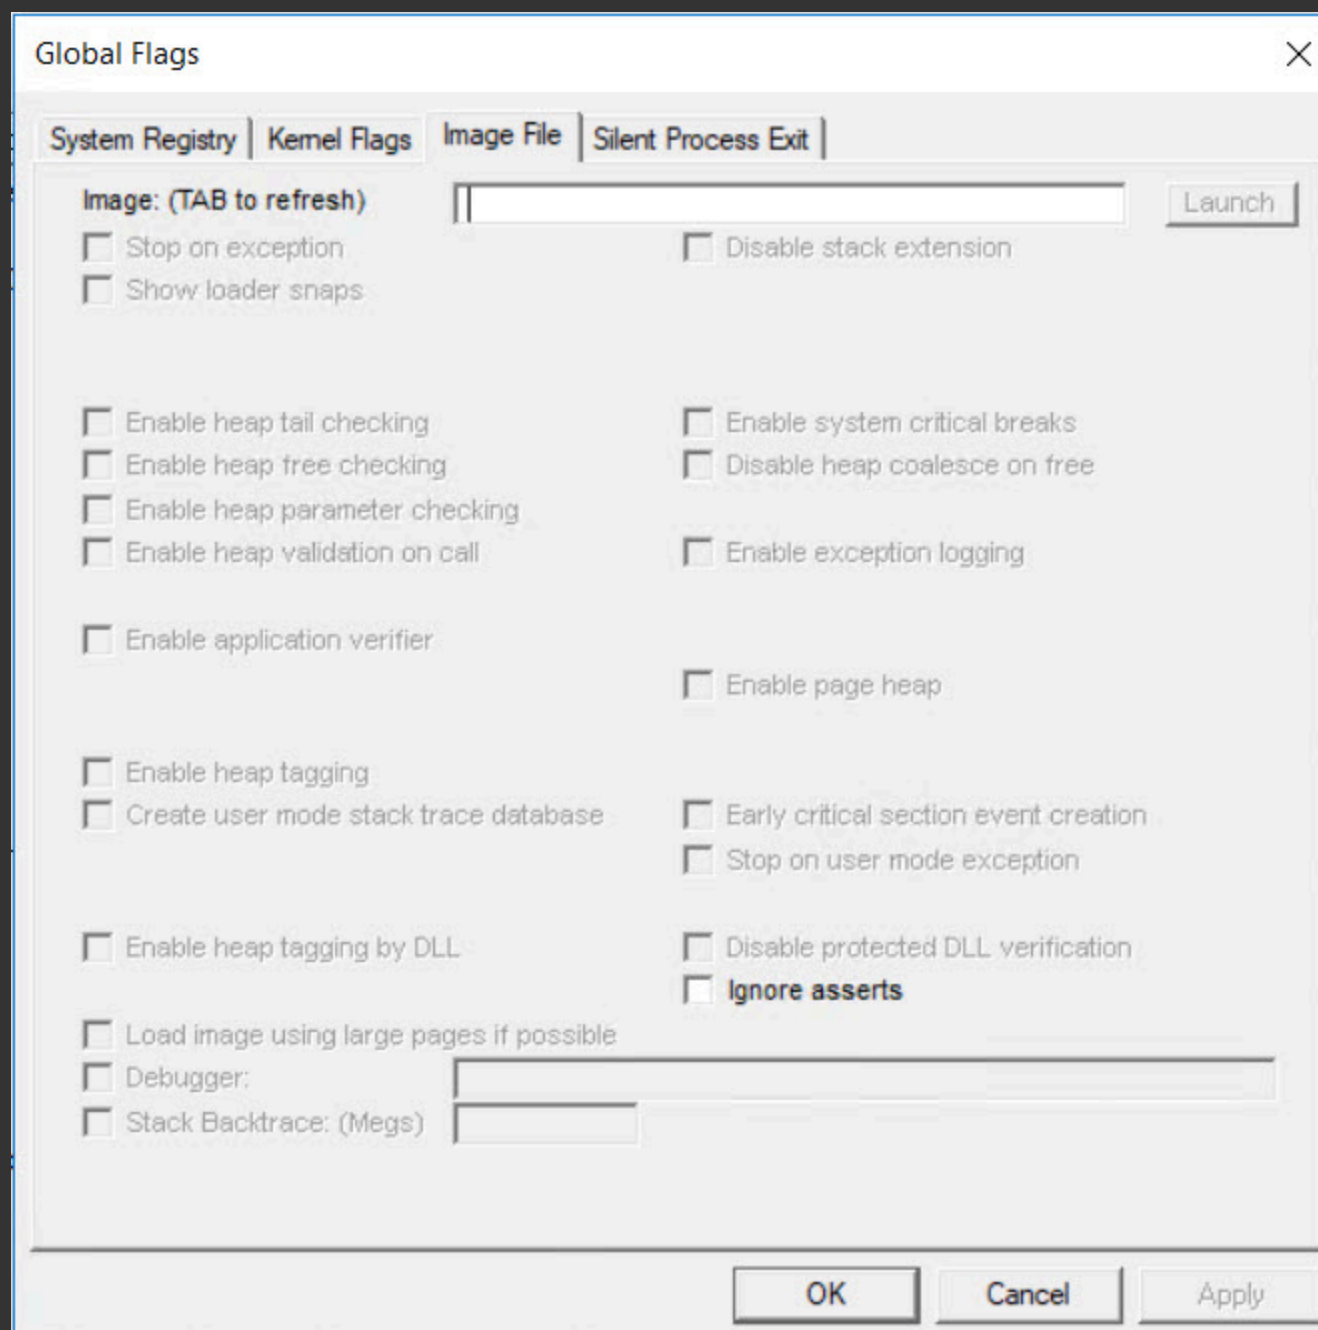 Global Flags
System Registry Kernel Flags Image File Silent Process Exit
Image: (TAB to refresh) Launch
Stop on exception Disable stack extension
Show loader snaps
Enable heap tail checking Enable system critical breaks
Enable heap free checking Disable heap coalesce on free
Enable heap parameter checking
Enable heap validation on call Enable exception logging
Enable application verifier
Enable page heap
Enable heap tagging
Create user mode stack trace database Early critical section event creation
Stop on user mode exception
Enable heap tagging by DLL Disable protected DLL verification
Ignore asserts
Load image using large pages if possible
Debugger:
Stack Backtrace: (Megs)
OK Cancel Apply